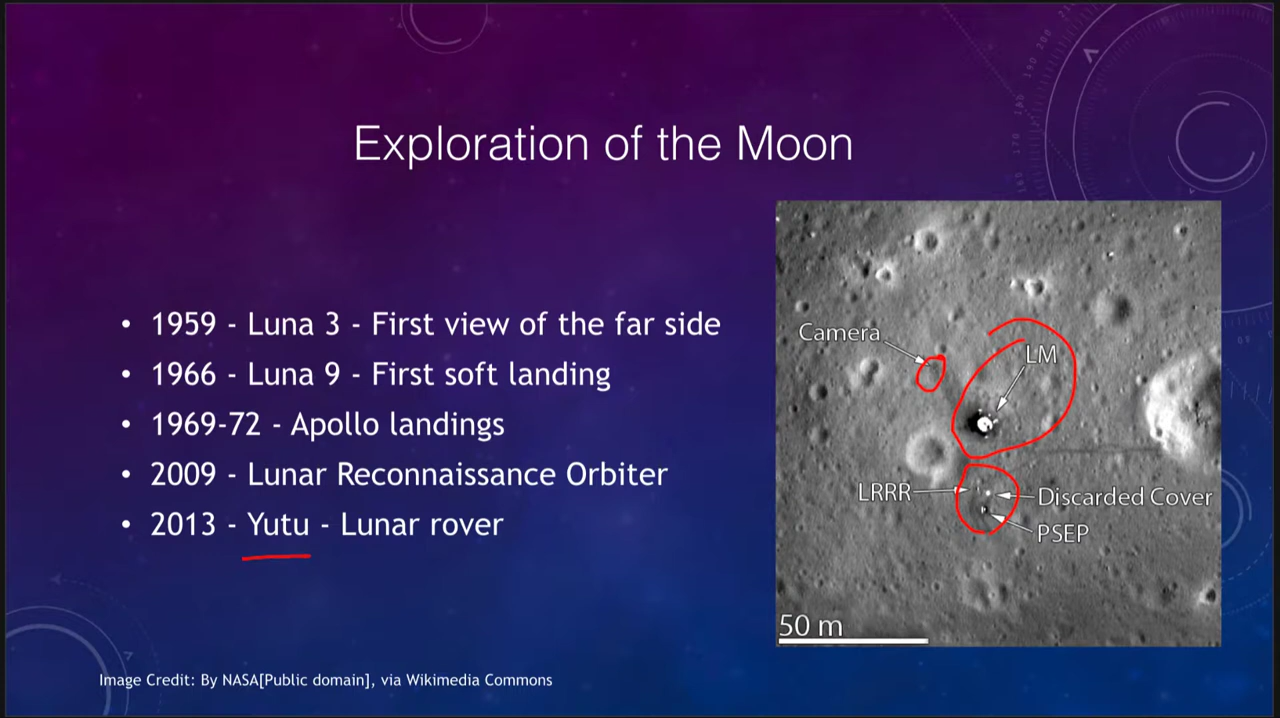 Exploration of the Moon
• 1959 - Luna 3 - First view of the far side
• 1966 - Luna 9 - First soft landing
• 1969-72 - Apollo landings
• 2009 - Lunar Reconnaissance Orbiter
• 2013 - Yutu - Lunar rover
Camera
LM
LRRR
Discarded Cover
PSEP
50 m
Image Credit: By NASA[Public domain], via Wikimedia Commons